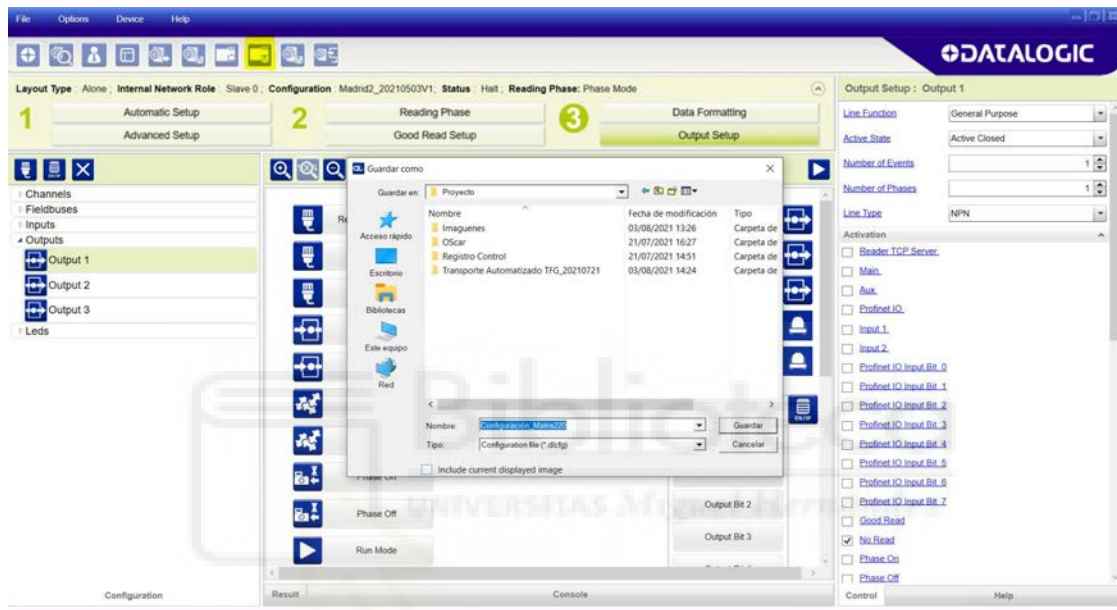 File Options Device Help
DATALOGIC
Layout Type : Alone ; Internal Network Role : Slave 0 ; Configuration : Madrid2_20210503V1; Status : Halt ; Reading Phase: Phase Mode
Output Setup : Output 1
1
Automatic Setup
Advanced Setup
2
Reading Phase
Good Read Setup
3
Data Formatting
Output Setup
Channels
Fieldbuses
Inputs
Outputs
Output 1
Output 2
Output 3
Leds
Configuration
Guardar como
Guardar en: Proyecto
Nombre Fecha de modificación Tipo
Imaguenes 03/08/2021 13:26 Carpeta de
OScar 21/07/2021 16:27 Carpeta de
Registro Control 21/07/2021 14:51 Carpeta de
Transporte Automatizado TFG_20210721 03/08/2021 14:24 Carpeta de
Acceso rápido
Escritorio
Bibliotecas
Este equipo
Red
Nombre: Configuración_Matrix220 Guardar
Tipo: Configuration file (*.dlcfg) Cancelar
Include current displayed image
Phase Off
Run Mode
Output Bit 2
Output Bit 3
Result Console
Line Function General Purpose
Active State Active Closed
Number of Events 1
Number of Phases 1
Line Type NPN
Activation
Reader TCP Server
Main
Aux
Profinet IO
Input 1
Input 2
Profinet IO Input Bit 0
Profinet IO Input Bit 1
Profinet IO Input Bit 2
Profinet IO Input Bit 3
Profinet IO Input Bit 4
Profinet IO Input Bit 5
Profinet IO Input Bit 6
Profinet IO Input Bit 7
Good Read
No Read
Phase On
Phase Off
Control Help
Biblioteca
UNIVERSITAS Miguel Hernández